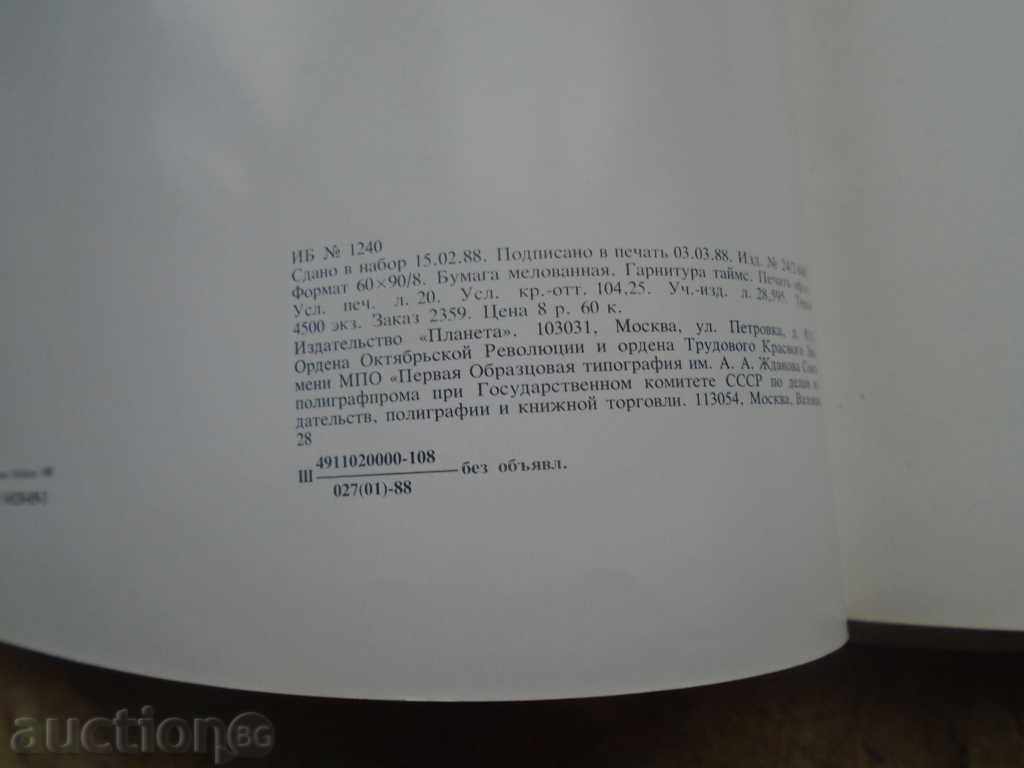 ИБ № 1240
Сдано в набор 15.02.88. Подписано в печать 03.03.88. Изд. №
Формат 60×90/8. Бумага мелованная. Гарнитура таймс. Печать
Усл. печ. л. 20. Усл. кр.-отт. 104,25. Уч.-изд. л. 28,595.
4500 экз. Заказ 2359. Цена 8 р. 60 к.
Издательство «Планета». 103031, Москва, ул. Петровка,
Ордена Октябрьской Революции и ордена Трудового Красного
мени МПО «Первая Образцовая типография им. А. А. Жданова
полиграфпрома при Государственном комитете СССР по делам
дательств, полиграфии и книжной торговли. 113054, Москва,
28
Ш 4911020000-108 без объявл.
027(01)-88
auctionBG